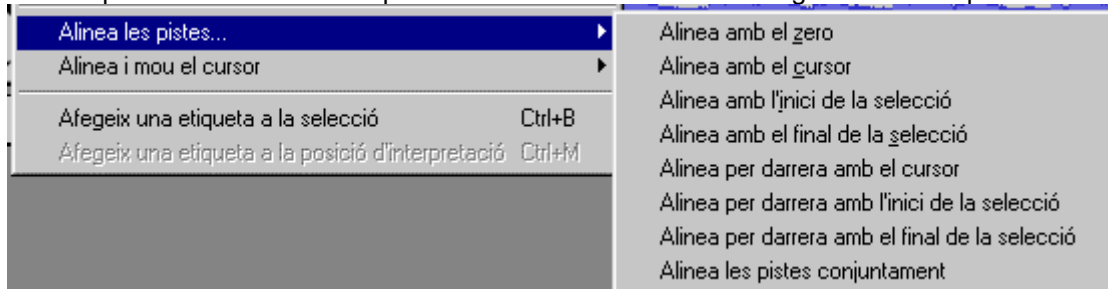 Alinea les pistes...
Alinea i mou el cursor
Afegeix una etiqueta a la selecció Ctrl+B
Afegeix una etiqueta a la posició d'interpretació Ctrl+M
Alinea amb el zero
Alinea amb el cursor
Alinea amb l'inici de la selecció
Alinea amb el final de la selecció
Alinea per darrera amb el cursor
Alinea per darrera amb l'inici de la selecció
Alinea per darrera amb el final de la selecció
Alinea les pistes conjuntament